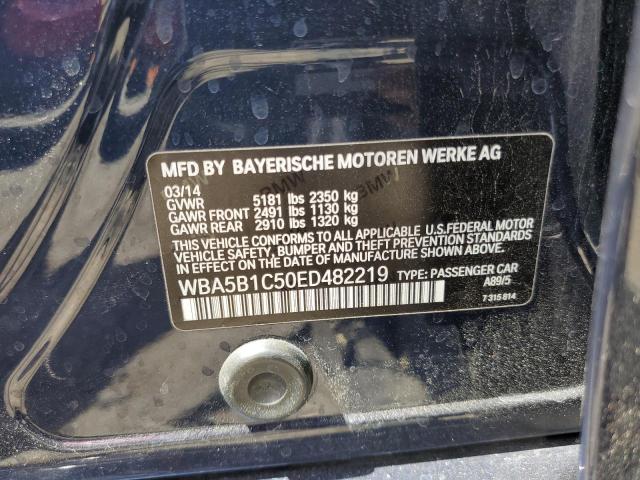 MFD BY BAYERISCHE MOTOREN WERKE AG
03/14
GVWR 5181 lbs 2350 kg
GAWR FRONT 2491 lbs 1130 kg
GAWR REAR 2910 lbs 1320 kg
THIS VEHICLE CONFORMS TO ALL APPLICABLE U.S.FEDERAL MOTOR
VEHICLE SAFETY, BUMPER, AND THEFT PREVENTION
STANDARDS IN EFFECT ON THE DATE OF
MANUFACTURE SHOWN ABOVE.
WBA5B1C50ED482219 TYPE: PASSENGER CAR
A89/5
7 315 814